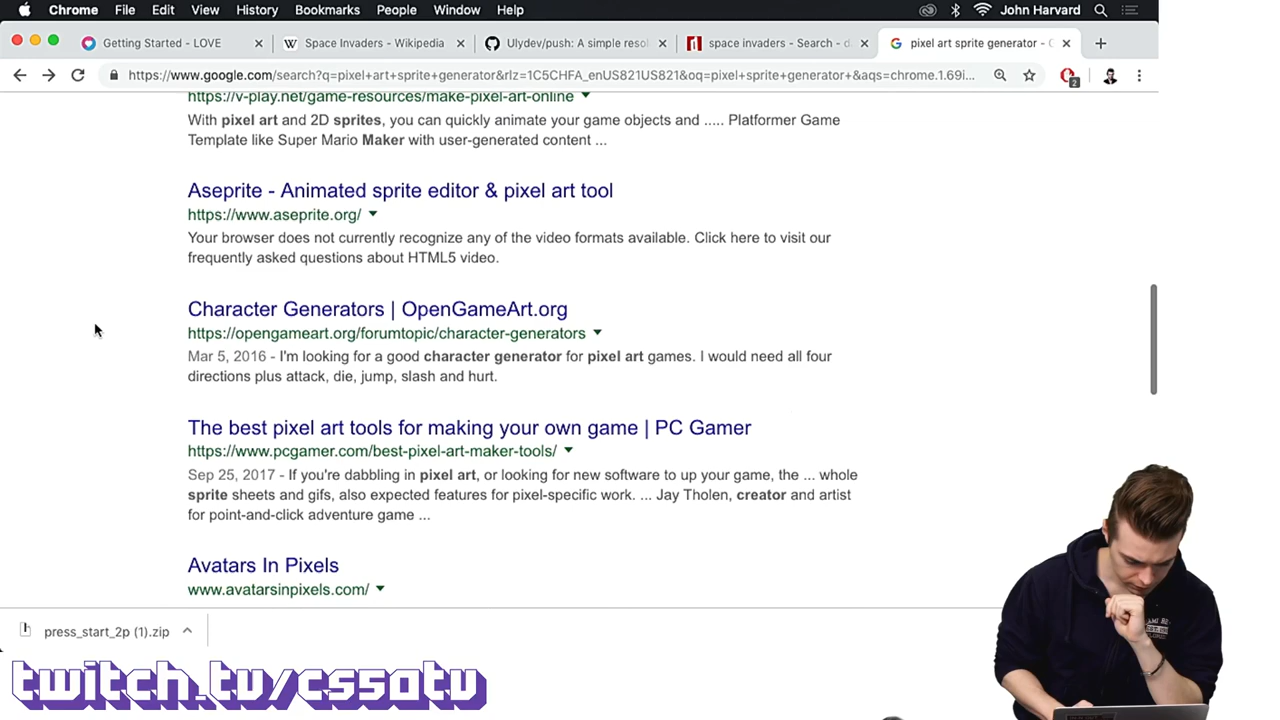 Chrome File Edit View History Bookmarks People Window Help John Harvard
Getting Started - LOVE Space Invaders - Wikipedia Ulydev/push: A simple reso space invaders - Search - d pixel art sprite generator -
https://www.google.com/search?q=pixel+art+sprite+generator&rlz=1C5CHFA_enUS821US821&oq=pixel+sprite+generator+&aqs=chrome.1.69i... 2
https://v-play.net/game-resources/make-pixel-art-online
With pixel art and 2D sprites, you can quickly animate your game objects and ..... Platformer Game
Template like Super Mario Maker with user-generated content ...
Aseprite - Animated sprite editor & pixel art tool
https://www.aseprite.org/
Your browser does not currently recognize any of the video formats available. Click here to visit our
frequently asked questions about HTML5 video.
Character Generators | OpenGameArt.org
https://opengameart.org/forumtopic/character-generators
Mar 5, 2016 - I'm looking for a good character generator for pixel art games. I would need all four
directions plus attack, die, jump, slash and hurt.
The best pixel art tools for making your own game | PC Gamer
https://www.pcgamer.com/best-pixel-art-maker-tools/
Sep 25, 2017 - If you're dabbling in pixel art, or looking for new software to up your game, the ... whole
sprite sheets and gifs, also expected features for pixel-specific work. ... Jay Tholen, creator and artist
for point-and-click adventure game ...
Avatars In Pixels
www.avatarsinpixels.com/
press_start_2p (1).zip
twitch.tv/cs50tv